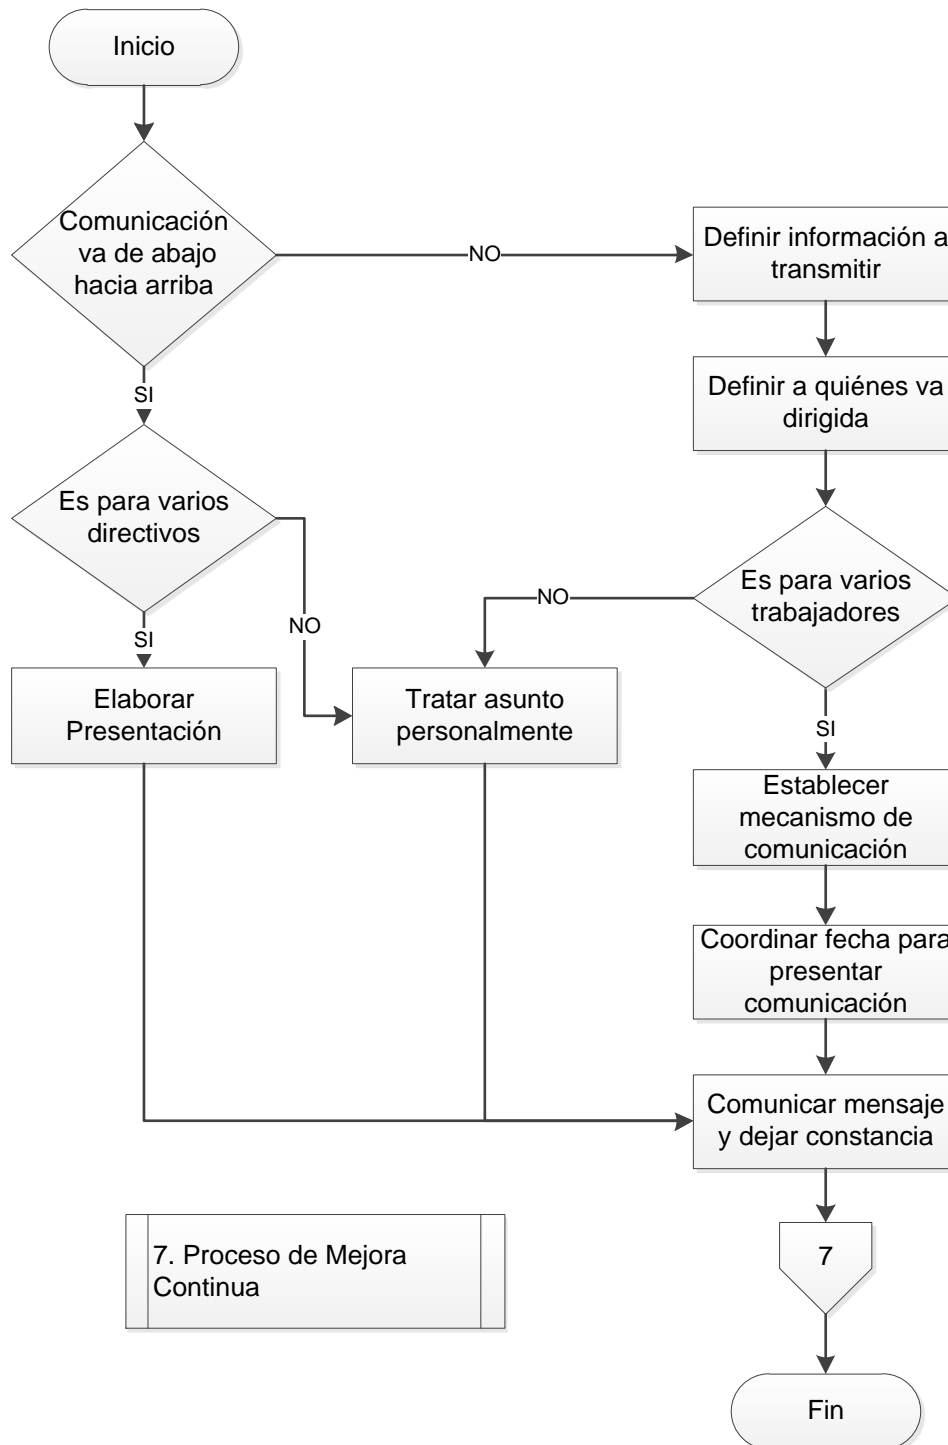 Inicio
Comunicación
va de abajo
hacia arriba
NO
Definir información a
transmitir
SI
Definir a quiénes va
dirigida
Es para varios
directivos
NO
Es para varios
trabajadores
NO
SI
Elaborar
Presentación
Tratar asunto
personalmente
SI
Establecer
mecanismo de
comunicación
Coordinar fecha para
presentar
comunicación
Comunicar mensaje
y dejar constancia
7. Proceso de Mejora
Continua
7
Fin